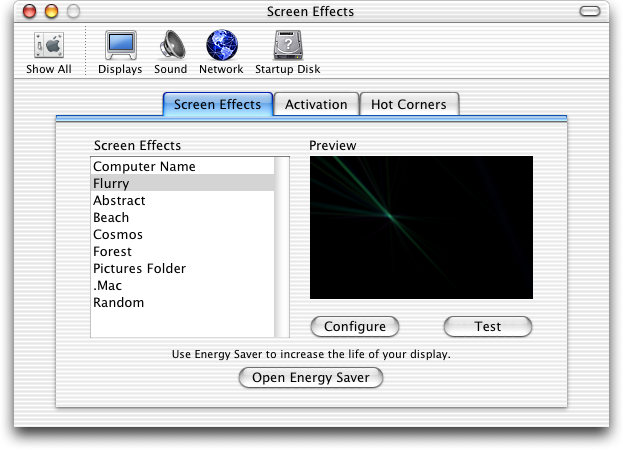 Screen Effects
Show All Displays Sound Network Startup Disk
Screen Effects Activation Hot Corners
Screen Effects Preview
Computer Name
Flurry
Abstract
Beach
Cosmos
Forest
Pictures Folder
.Mac
Random
Configure Test
Use Energy Saver to increase the life of your display.
Open Energy Saver